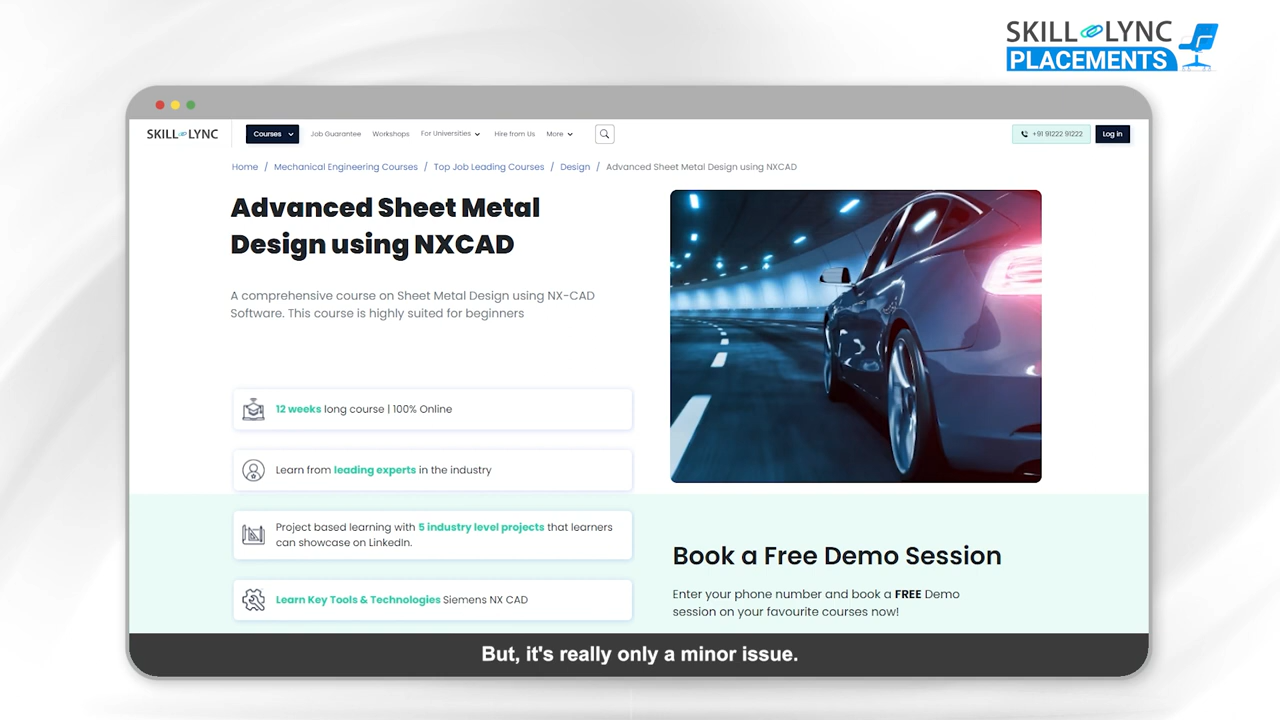 SKILL LYNC
PLACEMENTS
SKILL LYNC
Courses
Job Guarantee
Workshops
For Universities
Hire from Us
More
+91 91222 91222
Log in
Home / Mechanical Engineering Courses / Top Job Leading Courses / Design / Advanced Sheet Metal Design using NXCAD
Advanced Sheet Metal
Design using NXCAD
A comprehensive course on Sheet Metal Design using NX-CAD
Software. This course is highly suited for beginners
12 weeks long course | 100% Online
Learn from leading experts in the industry
Project based learning with 5 industry level projects that learners
can showcase on LinkedIn.
Learn Key Tools & Technologies Siemens NX CAD
Book a Free Demo Session
Enter your phone number and book a FREE Demo
session on your favourite courses now!
But, it's really only a minor issue.